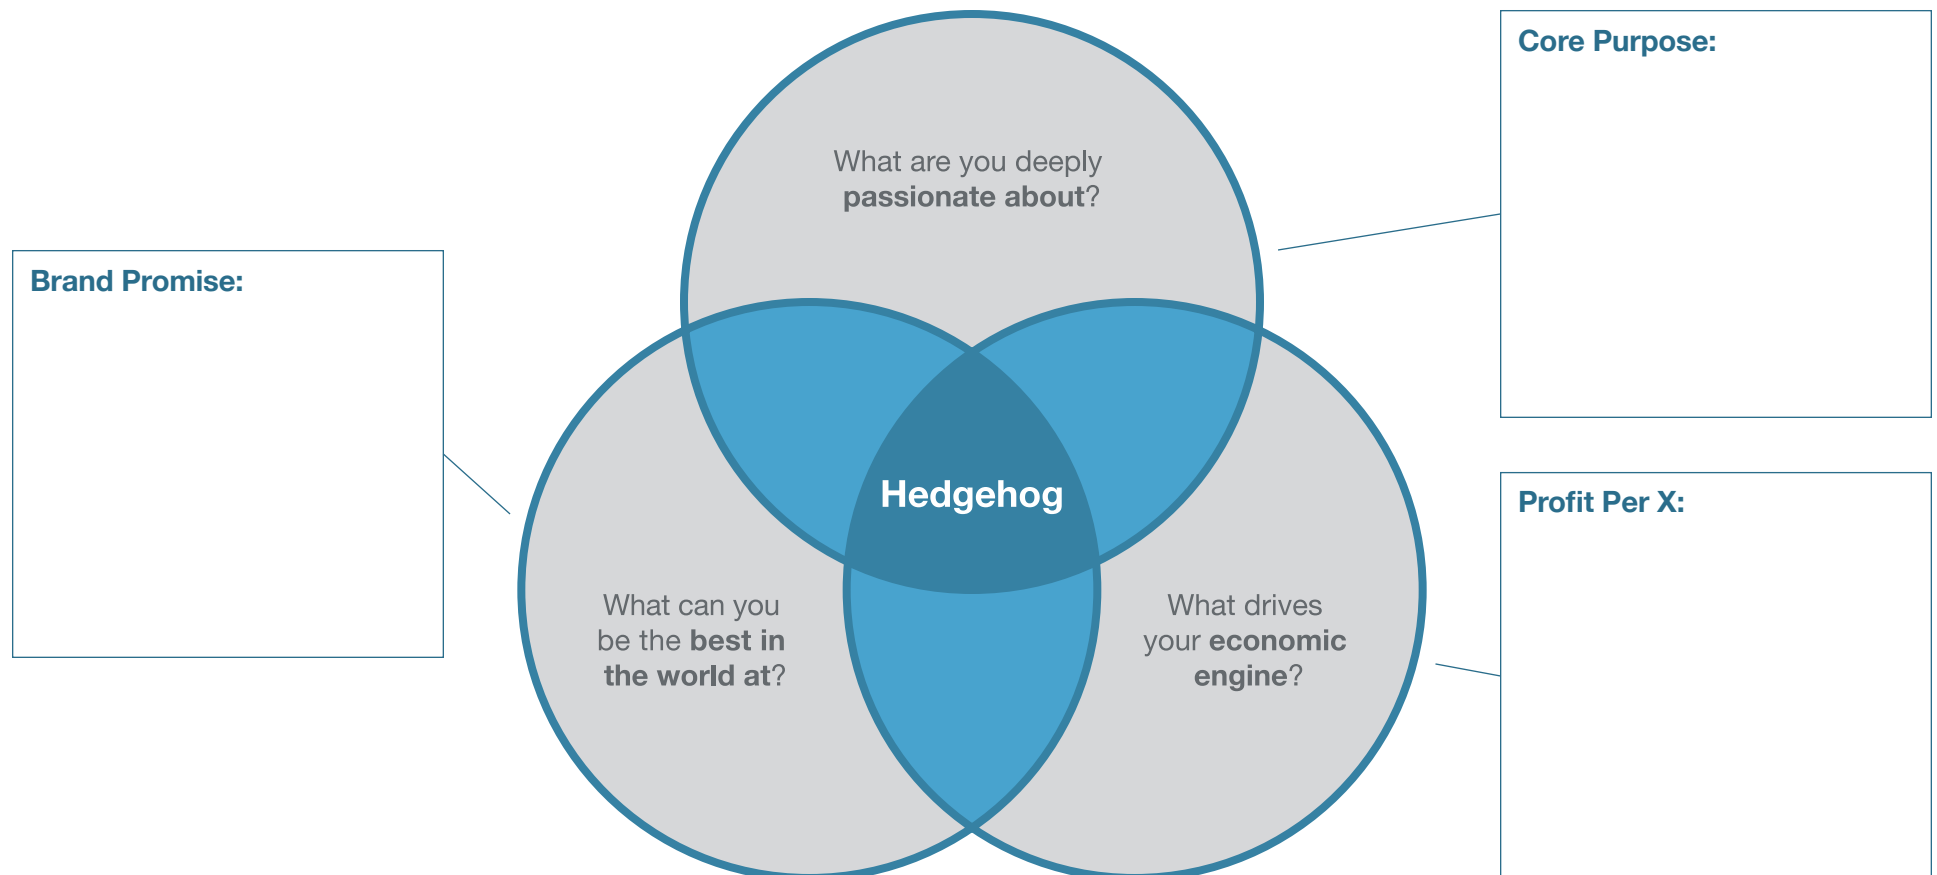 Core Purpose:
What are you deeply
passionate about?
Brand Promise:
Hedgehog
Profit Per X:
What can you
be the best in
the world at?
What drives
your economic
engine?